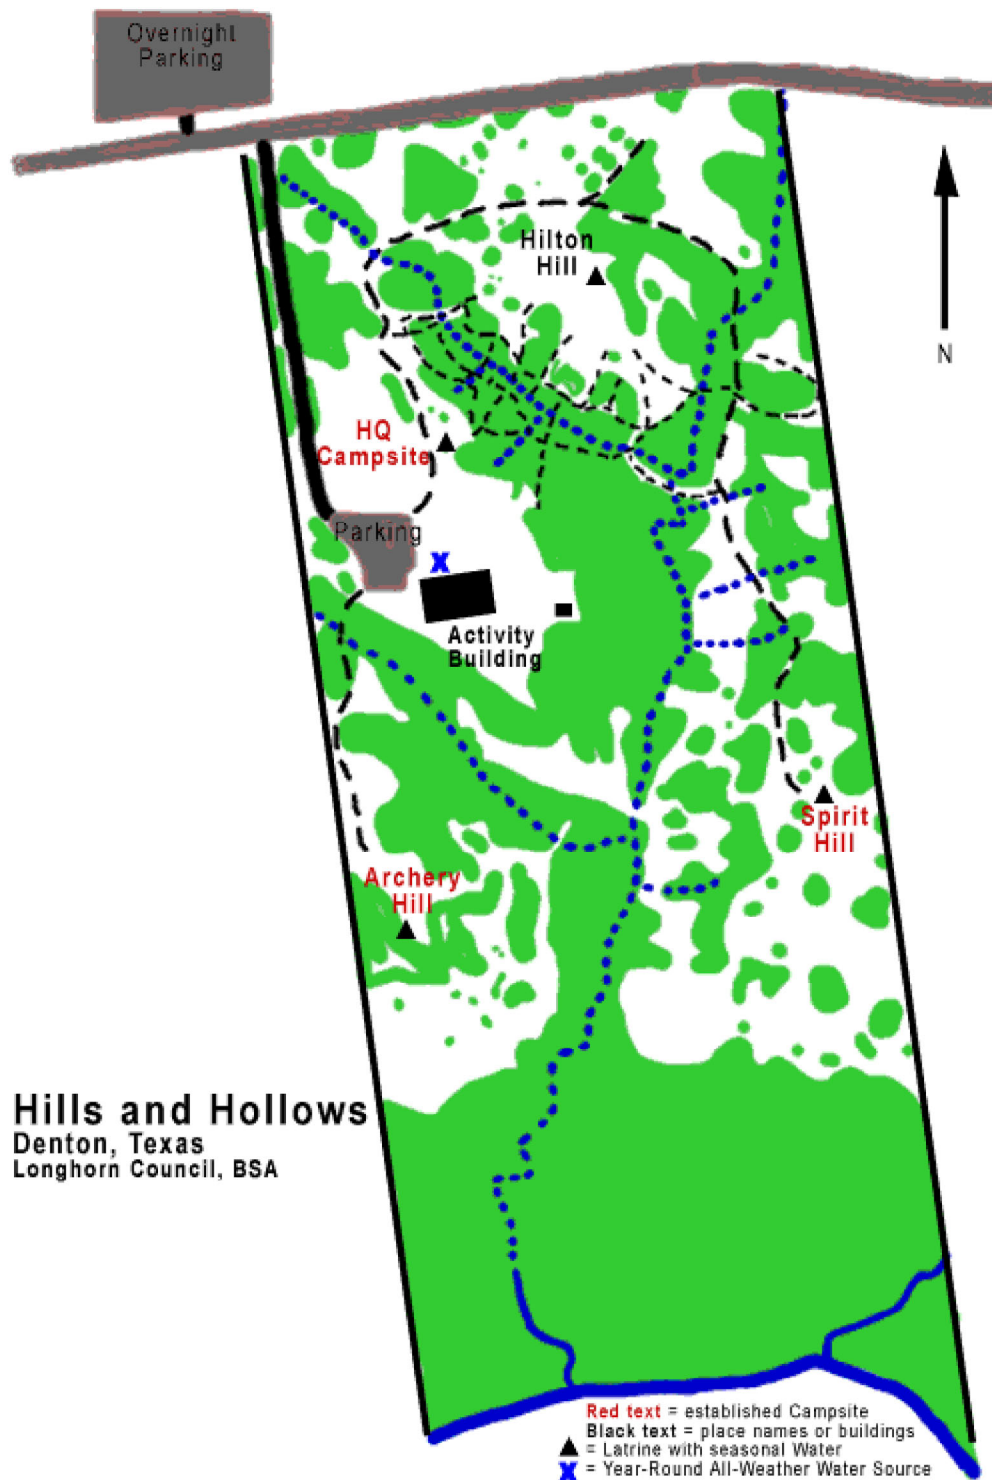 Overnight
Parking
Hilton
Hill
N
HQ
Campsite
Parking
X
Activity
Building
Spirit
Hill
Archery
Hill
Hills and Hollows
Denton, Texas
Longhorn Council, BSA
Red text = established Campsite
Black text = place names or buildings
= Latrine with seasonal Water
X = Year-Round All-Weather Water Source